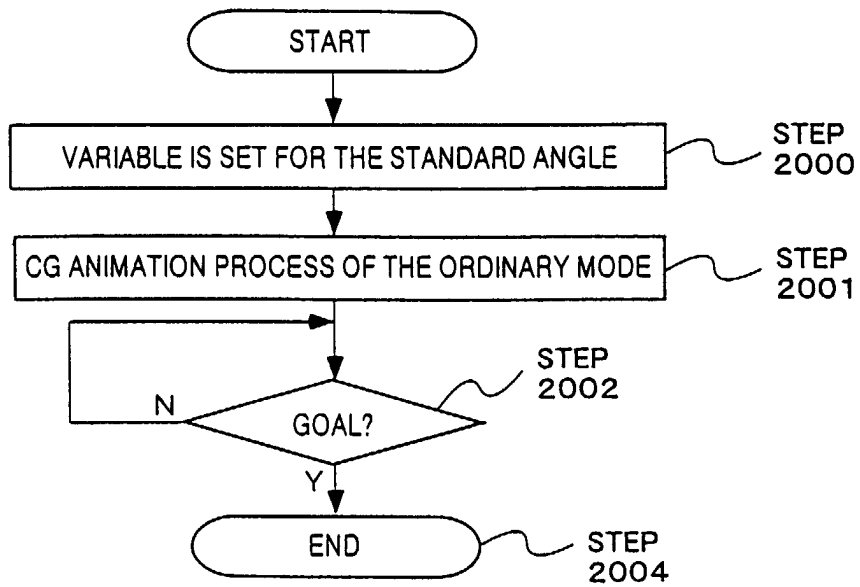 START
VARIABLE IS SET FOR THE STANDARD ANGLE
STEP
2000
CG ANIMATION PROCESS OF THE ORDINARY MODE
STEP
2001
STEP
2002
N
GOAL?
Y
END
STEP
2004